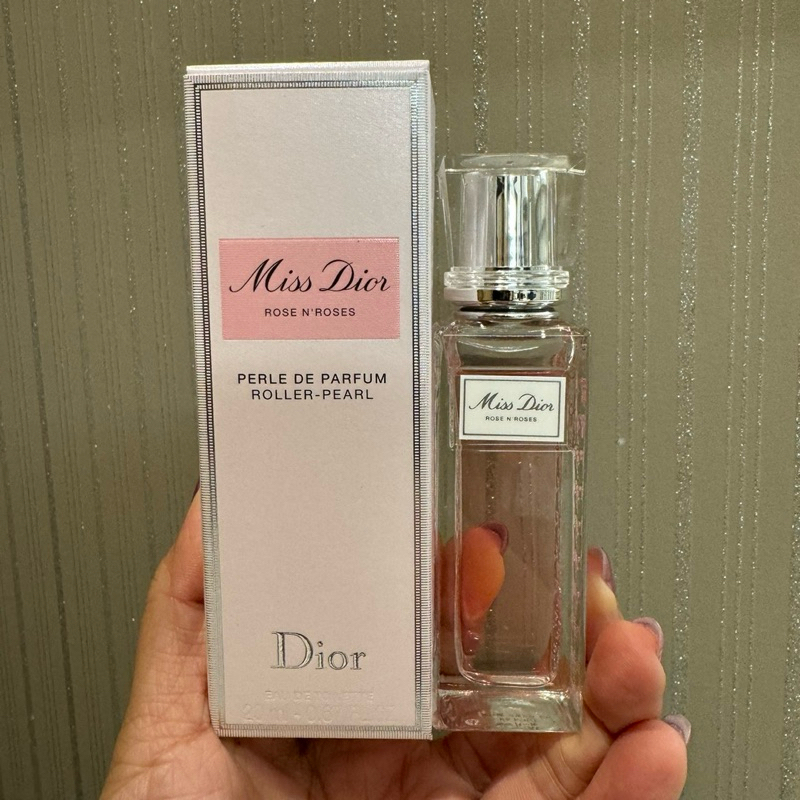 Miss Dior
ROSE N'ROSES
PERLE DE PARFUM
ROLLER-PEARL
Dior
EAU DE TOILETTE
Miss Dior
ROSE N'ROSES